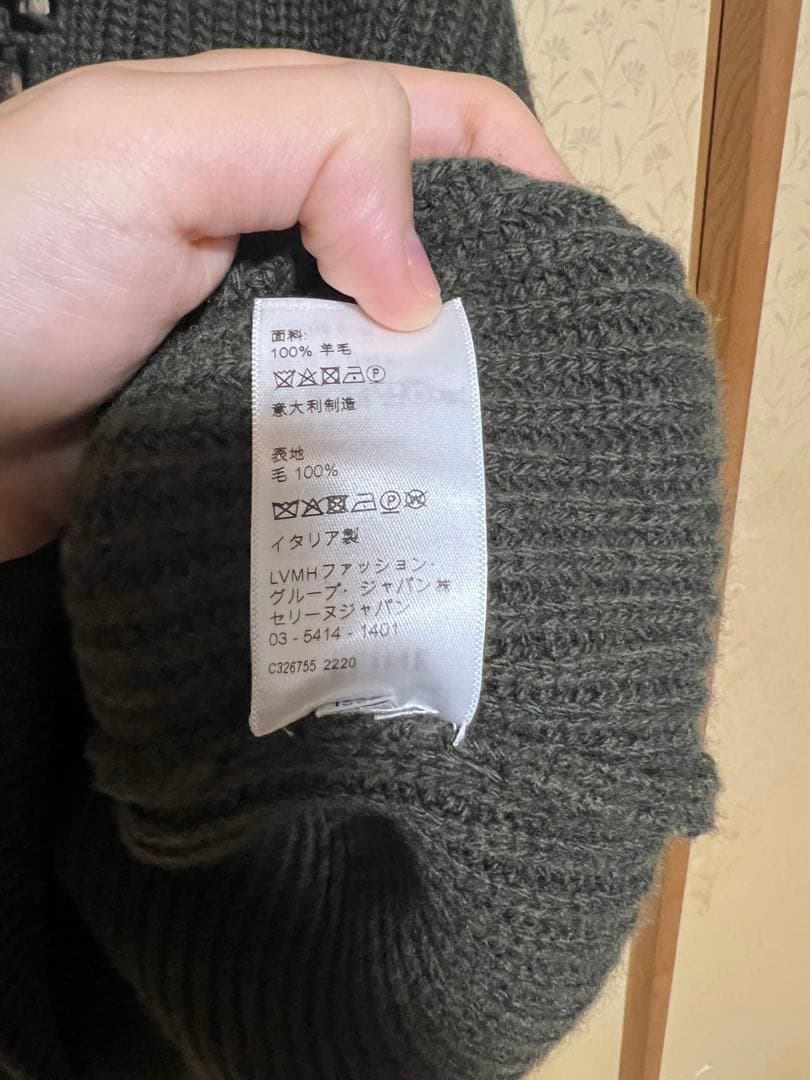 面料:
100% 羊毛
P
意大利制造
表地
毛 100%
P W
イタリア製
LVMHファッション・
グループ・ジャパン株
セリーヌジャパン
03 - 5414 - 1401
C326755 2220